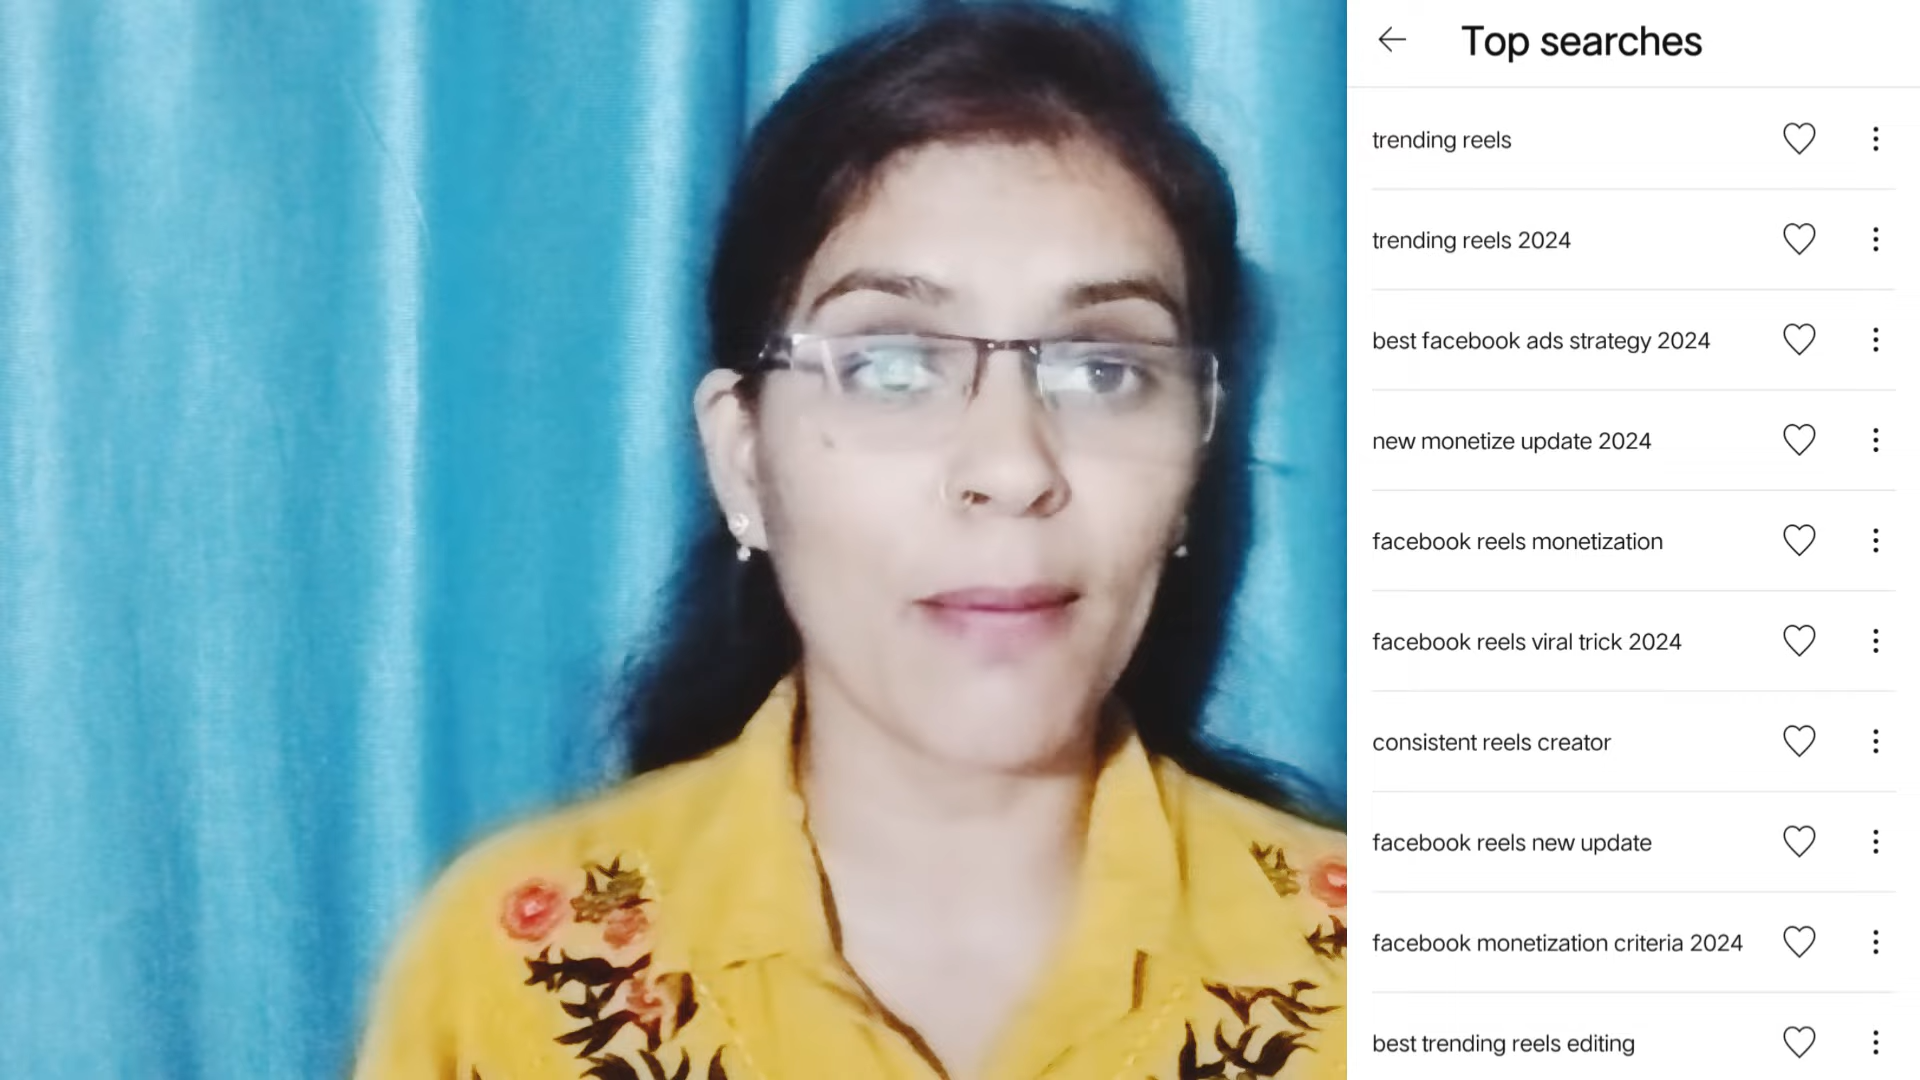 Top searches
trending reels
trending reels 2024
best facebook ads strategy 2024
new monetize update 2024
facebook reels monetization
facebook reels viral trick 2024
consistent reels creator
facebook reels new update
facebook monetization criteria 2024
best trending reels editing